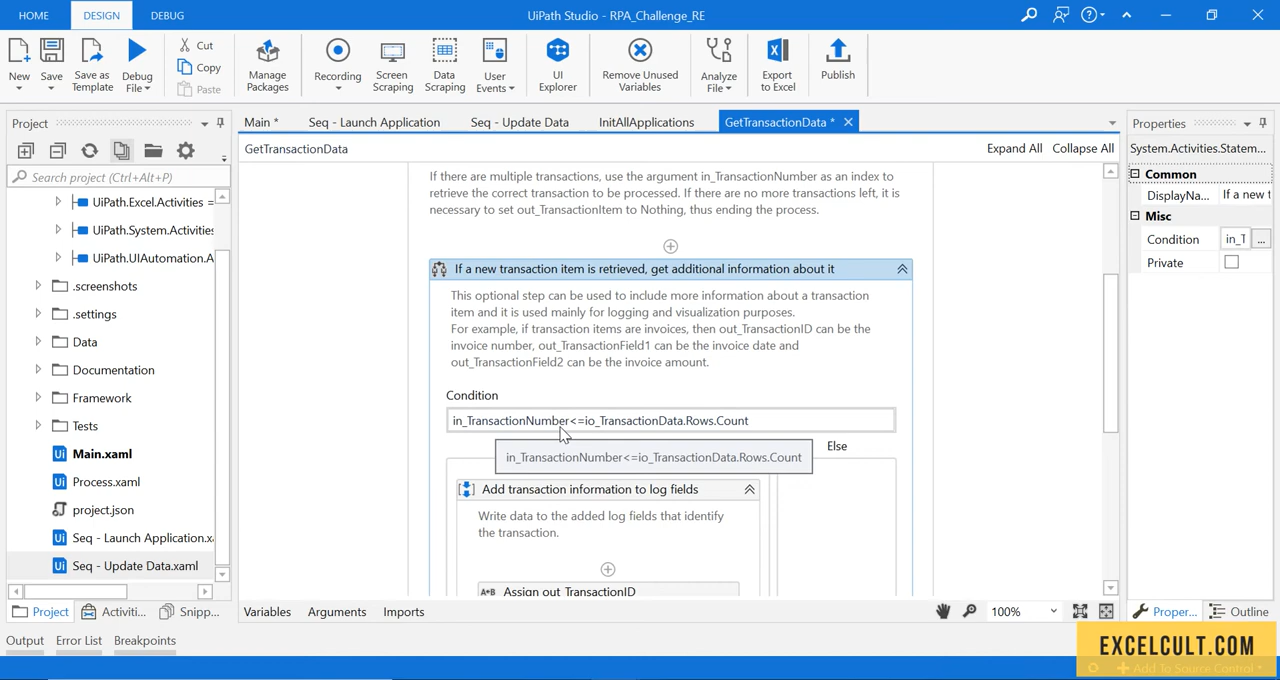 HOME
DESIGN
DEBUG
UiPath Studio - RPA_Challenge_RE
New
Save
Save as Template
Debug File
Cut
Copy
Paste
Manage Packages
Recording
Screen Scraping
Data Scraping
User Events
UI Explorer
Remove Unused Variables
Analyze File
Export to Excel
Publish
Project
Main *
Seq - Launch Application
Seq - Update Data
InitAllApplications
GetTransactionData *
Properties
GetTransactionData
Expand All
Collapse All
System.Activities.Statem...
Search project (Ctrl+Alt+P)
UiPath.Excel.Activities =
UiPath.System.Activities
UiPath.UIAutomation.A
.screenshots
.settings
Data
Documentation
Framework
Tests
Main.xaml
Process.xaml
project.json
Seq - Launch Application.xa
Seq - Update Data.xaml
If there are multiple transactions, use the argument in_TransactionNumber as an index to
retrieve the correct transaction to be processed. If there are no more transactions left, it is
necessary to set out_TransactionItem to Nothing, thus ending the process.
If a new transaction item is retrieved, get additional information about it
This optional step can be used to include more information about a transaction
item and it is used mainly for logging and visualization purposes.
For example, if transaction items are invoices, then out_TransactionID can be the
invoice number, out_TransactionField1 can be the invoice date and
out_TransactionField2 can be the invoice amount.
Condition
in_TransactionNumber<=io_TransactionData.Rows.Count
Else
in_TransactionNumber<=io_TransactionData.Rows.Count
Add transaction information to log fields
Write data to the added log fields that identify
the transaction.
A*B Assign out_TransactionID
Common
DisplayNa... If a new t
Misc
Condition in_T ...
Private
Project
Activiti...
Snipp...
Variables
Arguments
Imports
100%
Proper...
Outline
Output
Error List
Breakpoints
EXCELCULT.COM
Add To Source Control